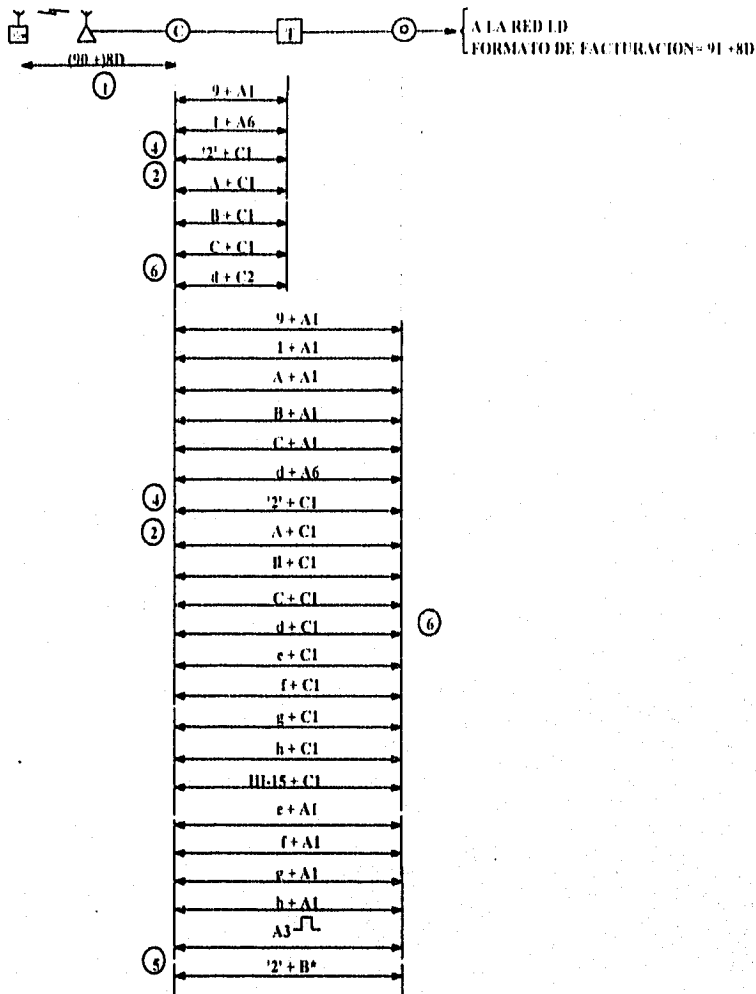 C
T
A LA RED LD
FORMATO DE FACTURACION= 91 +8D
(90 +)8D
1
9 + A1
1 + A6
4
'2' + C1
2
A + C1
B + C1
C + C1
6
d + C2
9 + A1
1 + A1
A + A1
B + A1
C + A1
d + A6
4
'2' + C1
2
A + C1
B + C1
C + C1
6
d + C1
e + C1
f + C1
g + C1
h + C1
III-15 + C1
e + A1
f + A1
g + A1
h + A1
A3
5
'2' + B*